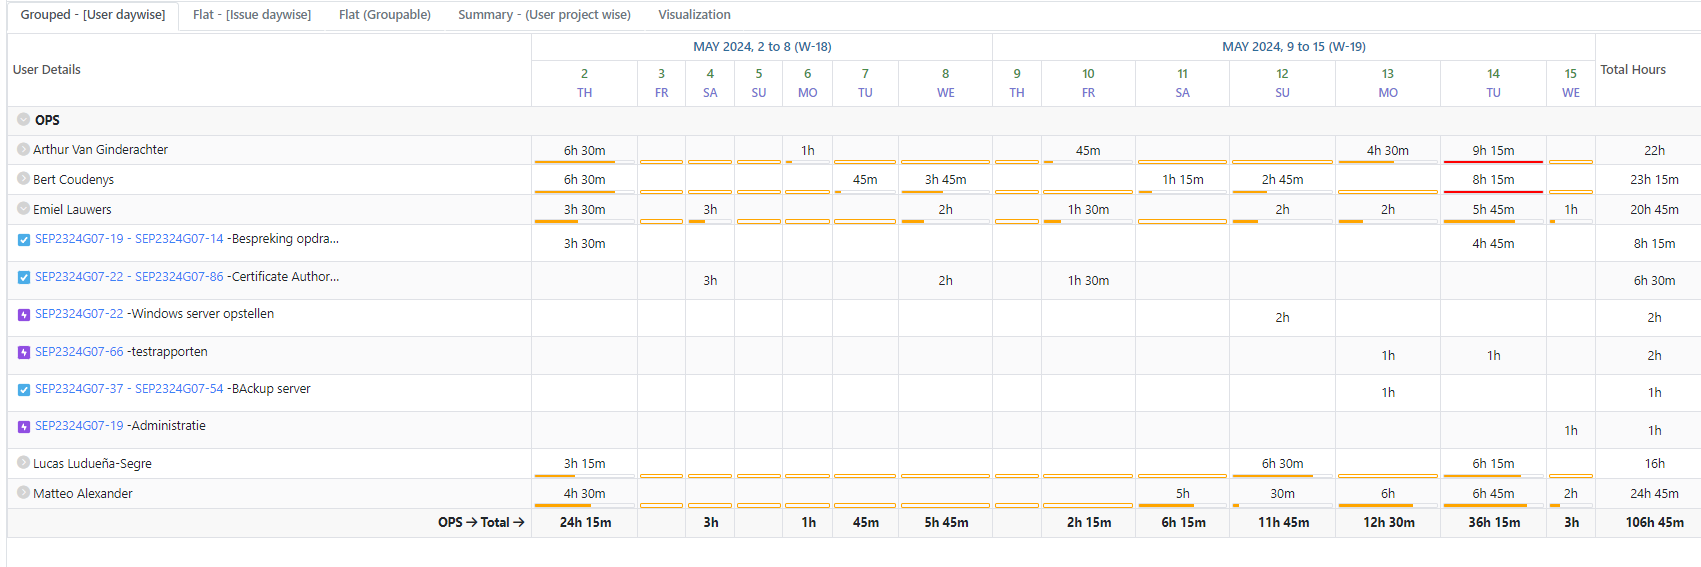 Grouped - [User daywise] Flat - [Issue daywise] Flat (Groupable) Summary - (User project wise) Visualization
User Details MAY 2024, 2 to 8 (W-18) MAY 2024, 9 to 15 (W-19) Total Hours
2 3 4 5 6 7 8 9 10 11 12 13 14 15
TH FR SA SU MO TU WE TH FR SA SU MO TU WE
OPS
Arthur Van Ginderachter 6h 30m 1h 45m 4h 30m 9h 15m 22h
Bert Coudenys 6h 30m 45m 3h 45m 1h 15m 2h 45m 8h 15m 23h 15m
Emiel Lauwers 3h 30m 3h 2h 1h 30m 2h 2h 5h 45m 1h 20h 45m
SEP2324G07-19 - SEP2324G07-14 -Bespreking opdra... 3h 30m 4h 45m 8h 15m
SEP2324G07-22 - SEP2324G07-86 -Certificate Author... 3h 2h 1h 30m 6h 30m
SEP2324G07-22 -Windows server opstellen 2h 2h
SEP2324G07-66 -testrapporten 1h 1h 2h
SEP2324G07-37 - SEP2324G07-54 -BAckup server 1h 1h
SEP2324G07-19 -Administratie 1h 1h
Lucas Ludueña-Segre 3h 15m 6h 30m 6h 15m 16h
Matteo Alexander 4h 30m 5h 30m 6h 6h 45m 2h 24h 45m
OPS → Total → 24h 15m 3h 1h 45m 5h 45m 2h 15m 6h 15m 11h 45m 12h 30m 36h 15m 3h 106h 45m